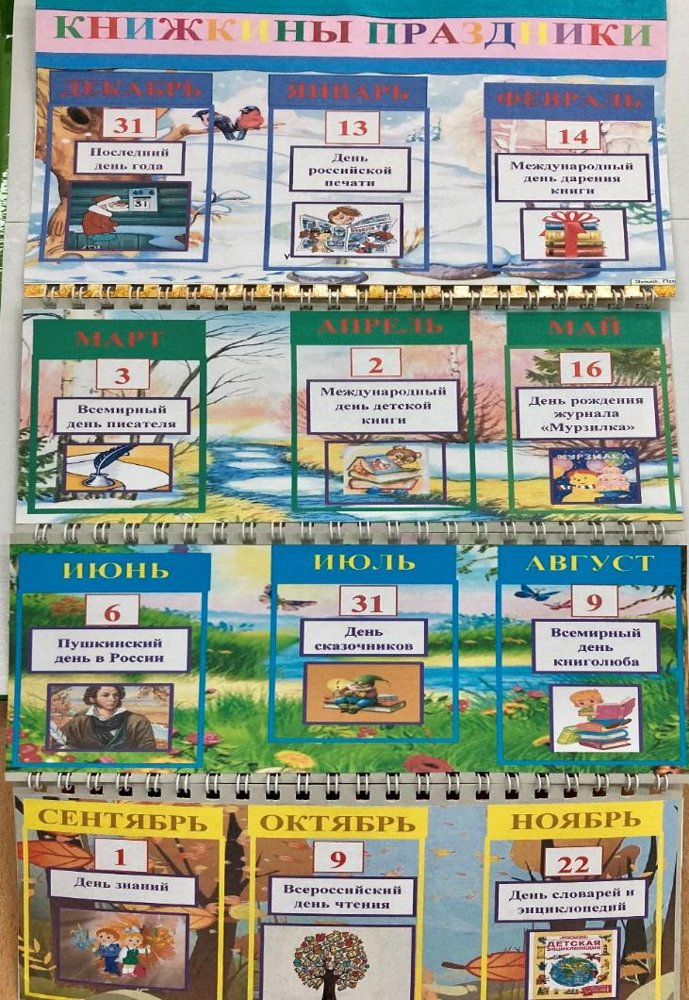 КНИЖКИНЫ ПРАЗДНИКИ
ДЕКАБРЬ
31
Последний
день года
31
ЯНВАРЬ
13
День
российской
печати
ФЕВРАЛЬ
14
Международный
день дарения
книги
МАРТ
3
Всемирный
день писателя
АПРЕЛЬ
2
Международный
день детской
книги
МАЙ
16
День рождения
журнала
«Мурзилка»
МУРЗИЛКА
ИЮНЬ
6
Пушкинский
день в России
ИЮЛЬ
31
День
сказочников
АВГУСТ
9
Всемирный
день
книголюба
СЕНТЯБРЬ
1
День знаний
ОКТЯБРЬ
9
Всероссийский
день чтения
НОЯБРЬ
22
День словарей и
энциклопедий
РОСМЭН
ДЕТСКАЯ
ЭНЦИКЛОПЕДИЯ